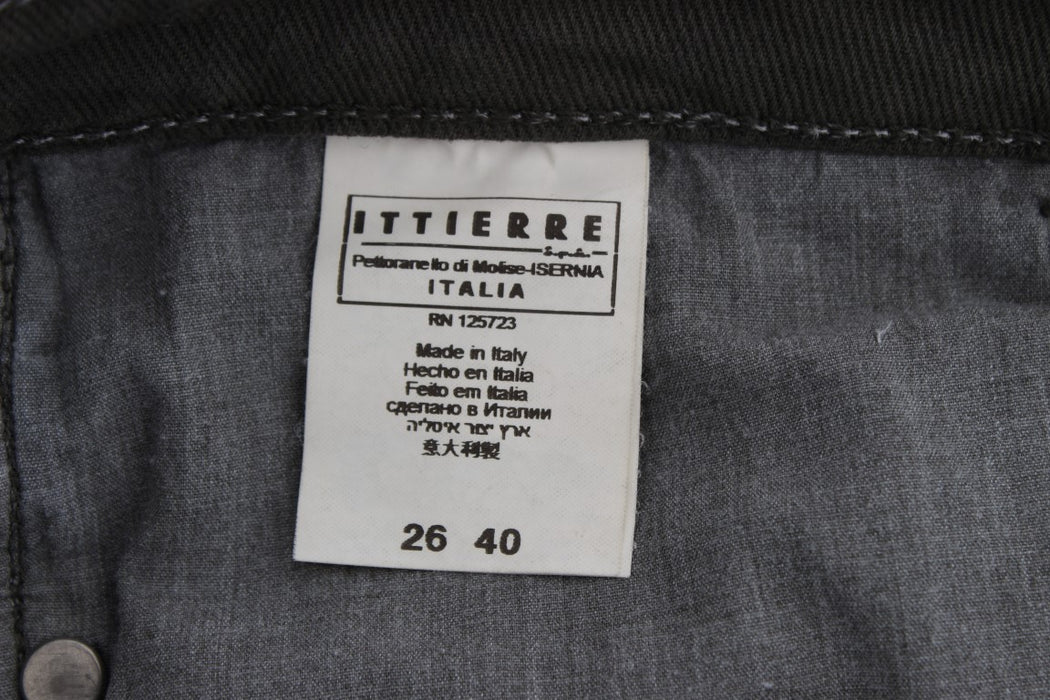 ITTIERRE
S.p.A.
Pettoranello di Molise-ISERNIA
ITALIA
RN 125723
Made in Italy
Hecho en Italia
Feito em Italia
сделано в Италии
ארץ יצור איטליה
意大利製
26 40